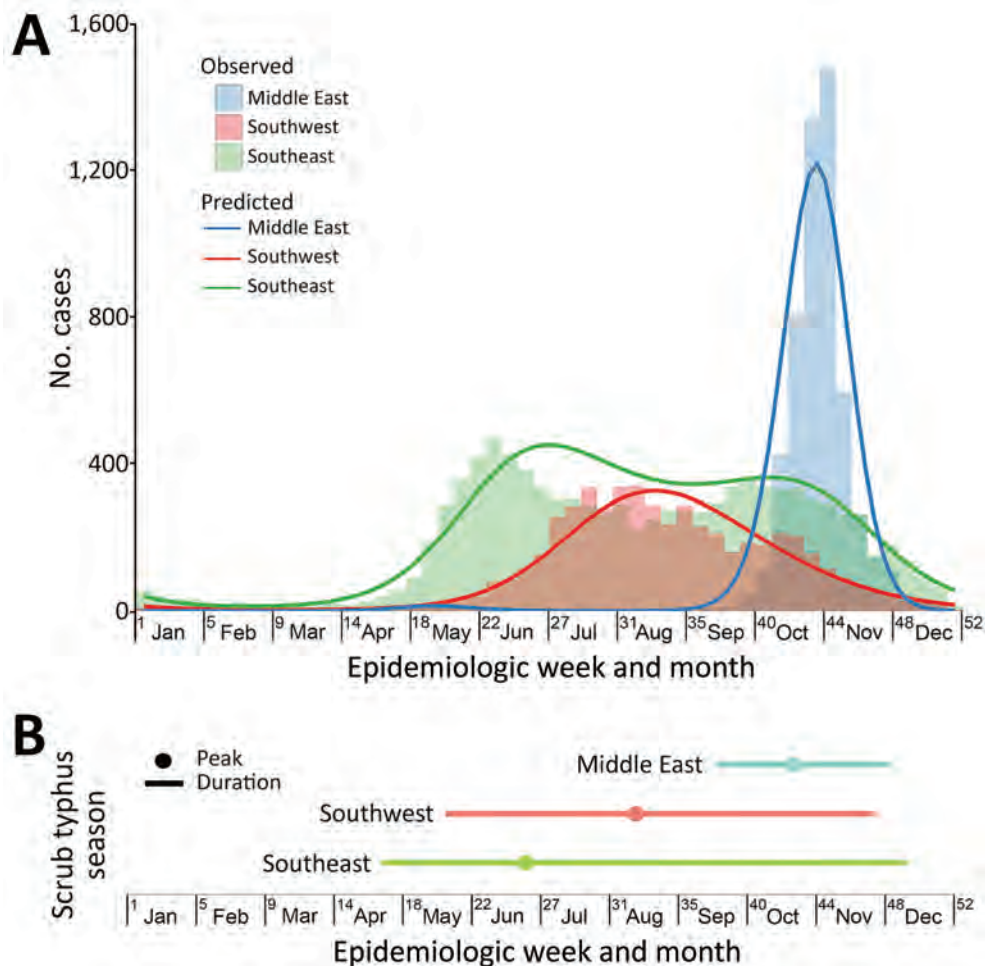 A
1,600
1,200
800
400
0
No. cases
Observed
Middle East
Southwest
Southeast
Predicted
Middle East
Southwest
Southeast
1 Jan 5 Feb 9 Mar 14 Apr 18 May 22 Jun 27 Jul 31 Aug 35 Sep 40 Oct 44 Nov 48 Dec 52
Epidemiologic week and month
B
Scrub typhus
season
Peak
Duration
Middle East
Southwest
Southeast
1 Jan 5 Feb 9 Mar 14 Apr 18 May 22 Jun 27 Jul 31 Aug 35 Sep 40 Oct 44 Nov 48 Dec 52
Epidemiologic week and month